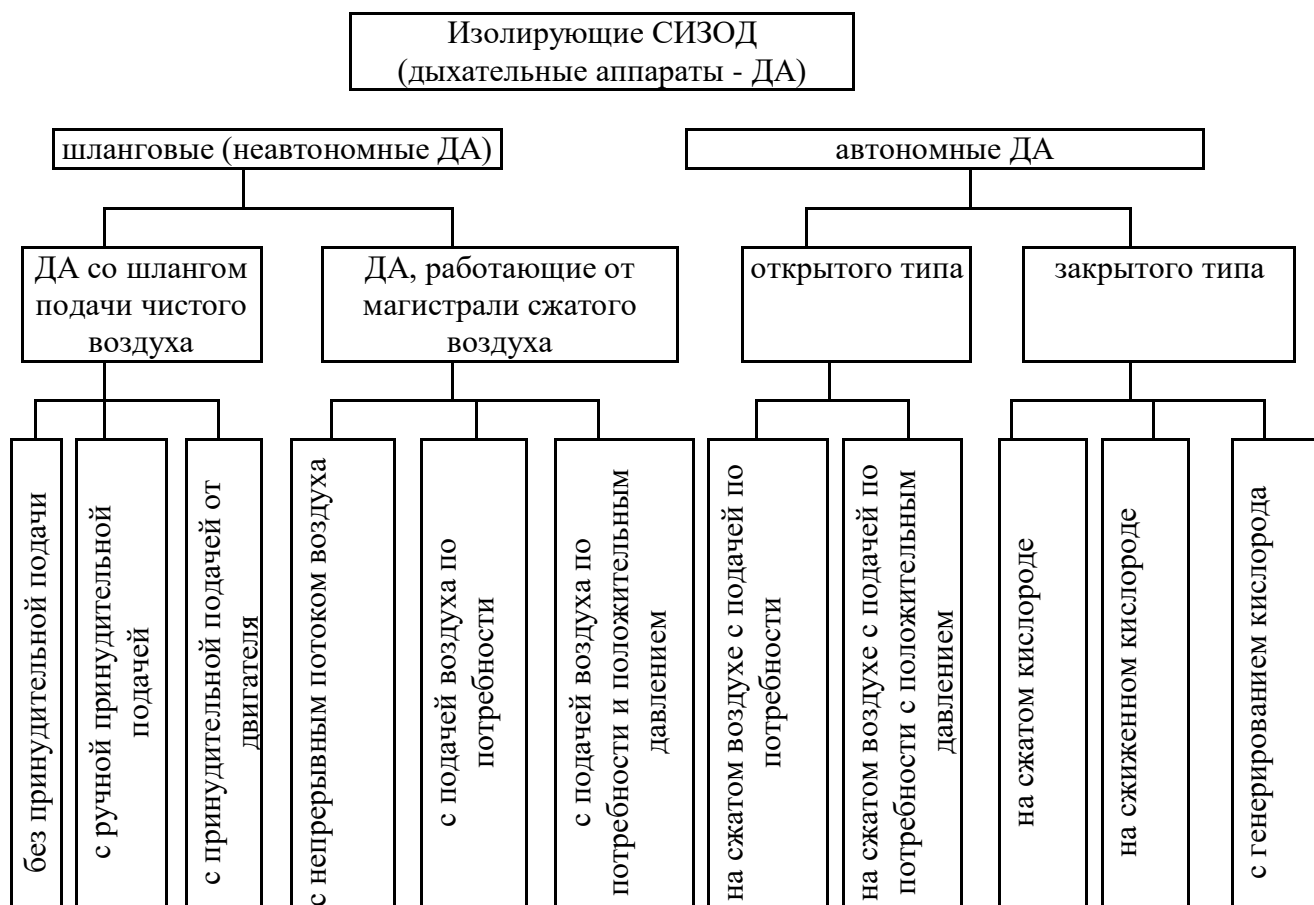 Изолирующие СИЗОД
(дыхательные аппараты - ДА)
шланговые (неавтономные ДА)
автономные ДА
ДА со шлангом
подачи чистого
воздуха
ДА, работающие от
магистрали сжатого
воздуха
открытого типа
закрытого типа
без принудительной подачи
с ручной принудительной
подачей
с принудительной подачей от
двигателя
с непрерывным потоком воздуха
с подачей воздуха по
потребности
с подачей воздуха по
потребности и положительным
давлением
на сжатом воздухе с подачей по
потребности
на сжатом воздухе с подачей по
потребности с положительным
давлением
на сжатом кислороде
на сжиженном кислороде
с генерированием кислорода